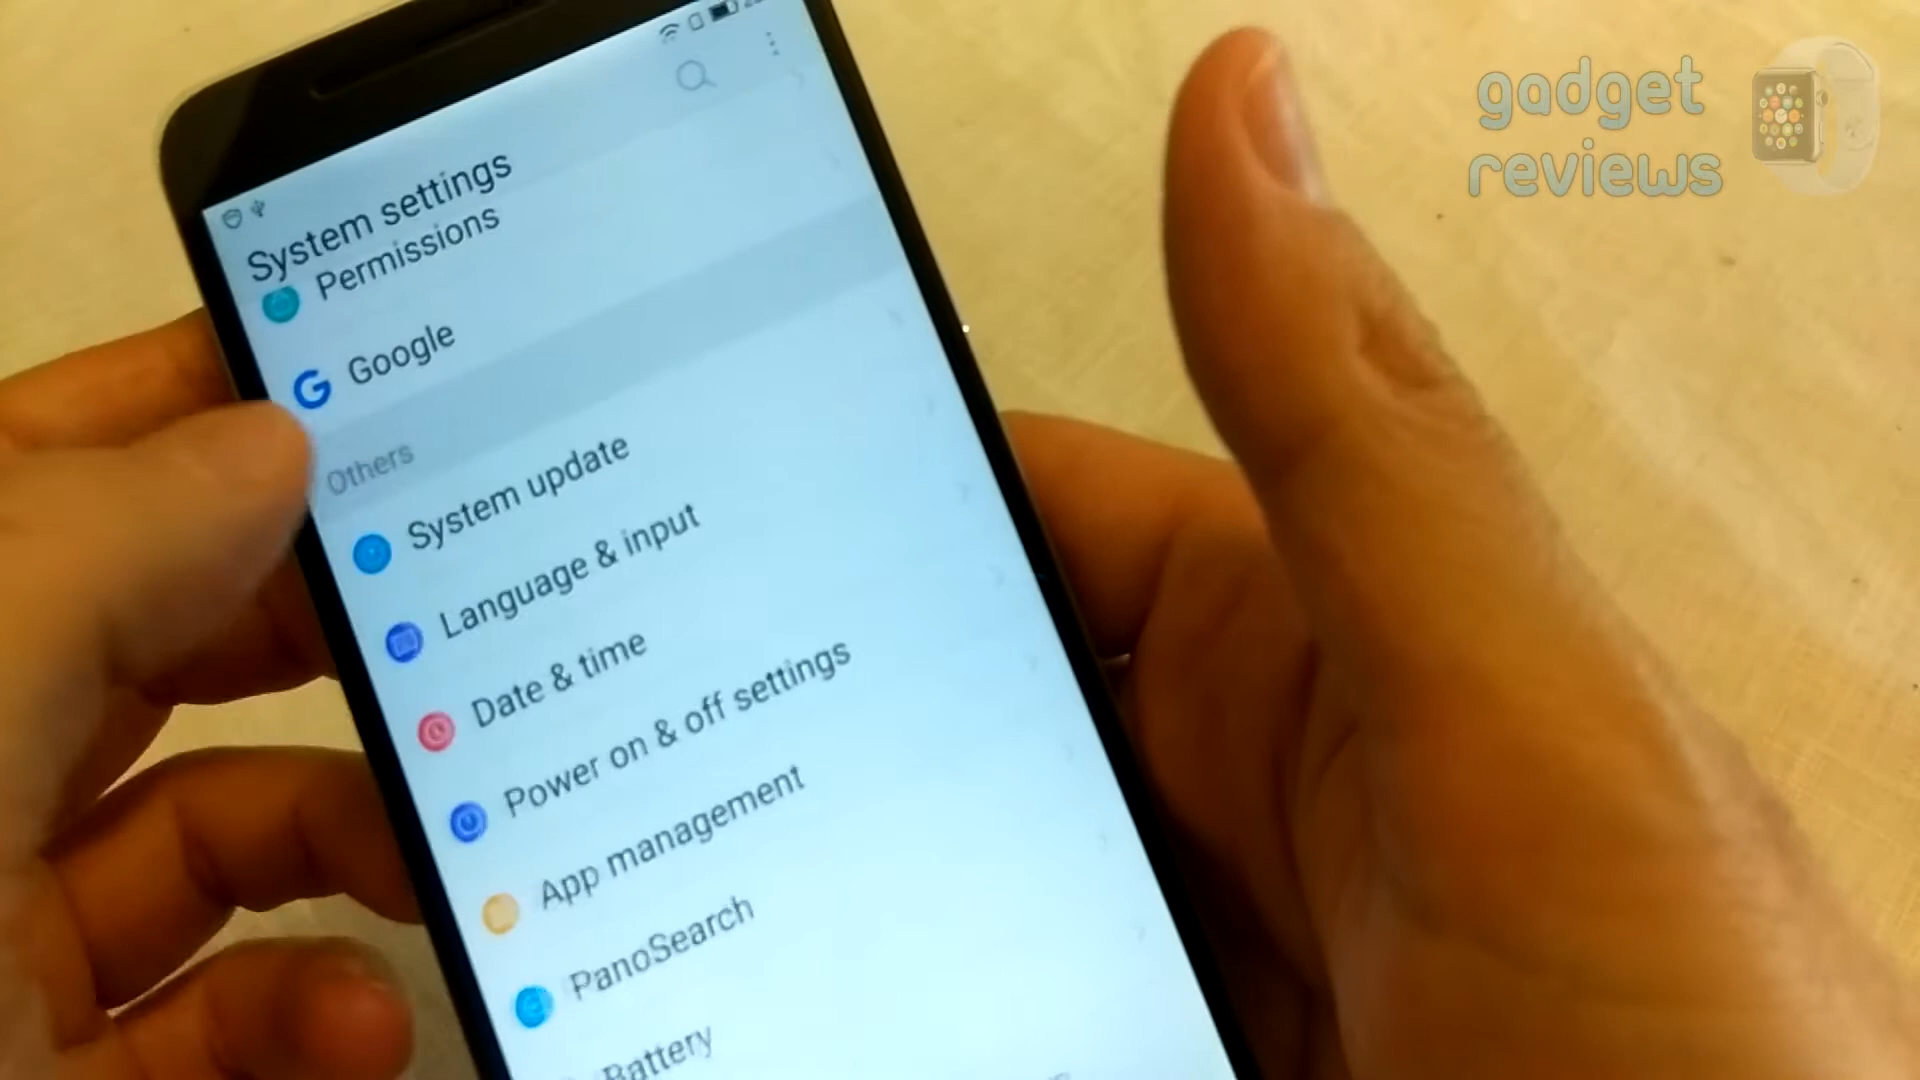 gadget
reviews
System settings
Permissions
Google
Others
System update
Language & input
Date & time
Power on & off settings
App management
PanoSearch
Battery